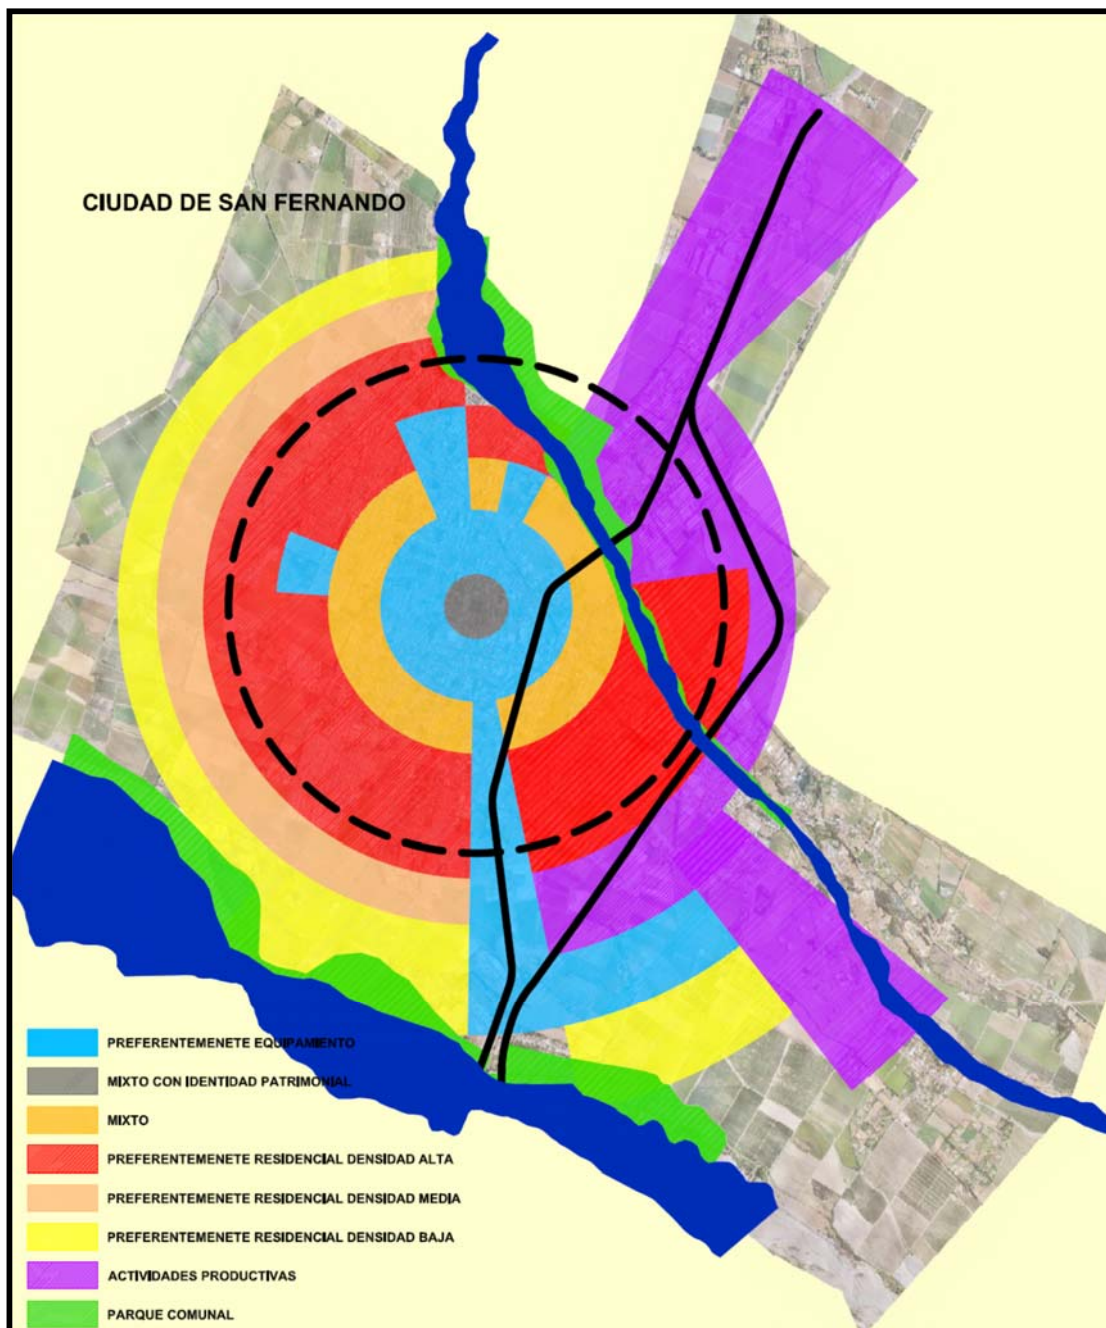 CIUDAD DE SAN FERNANDO
PREFERENTEMENETE EQUIPAMIENTO
MIXTO CON IDENTIDAD PATRIMONIAL
MIXTO
PREFERENTEMENETE RESIDENCIAL DENSIDAD ALTA
PREFERENTEMENETE RESIDENCIAL DENSIDAD MEDIA
PREFERENTEMENETE RESIDENCIAL DENSIDAD BAJA
ACTIVIDADES PRODUCTIVAS
PARQUE COMUNAL